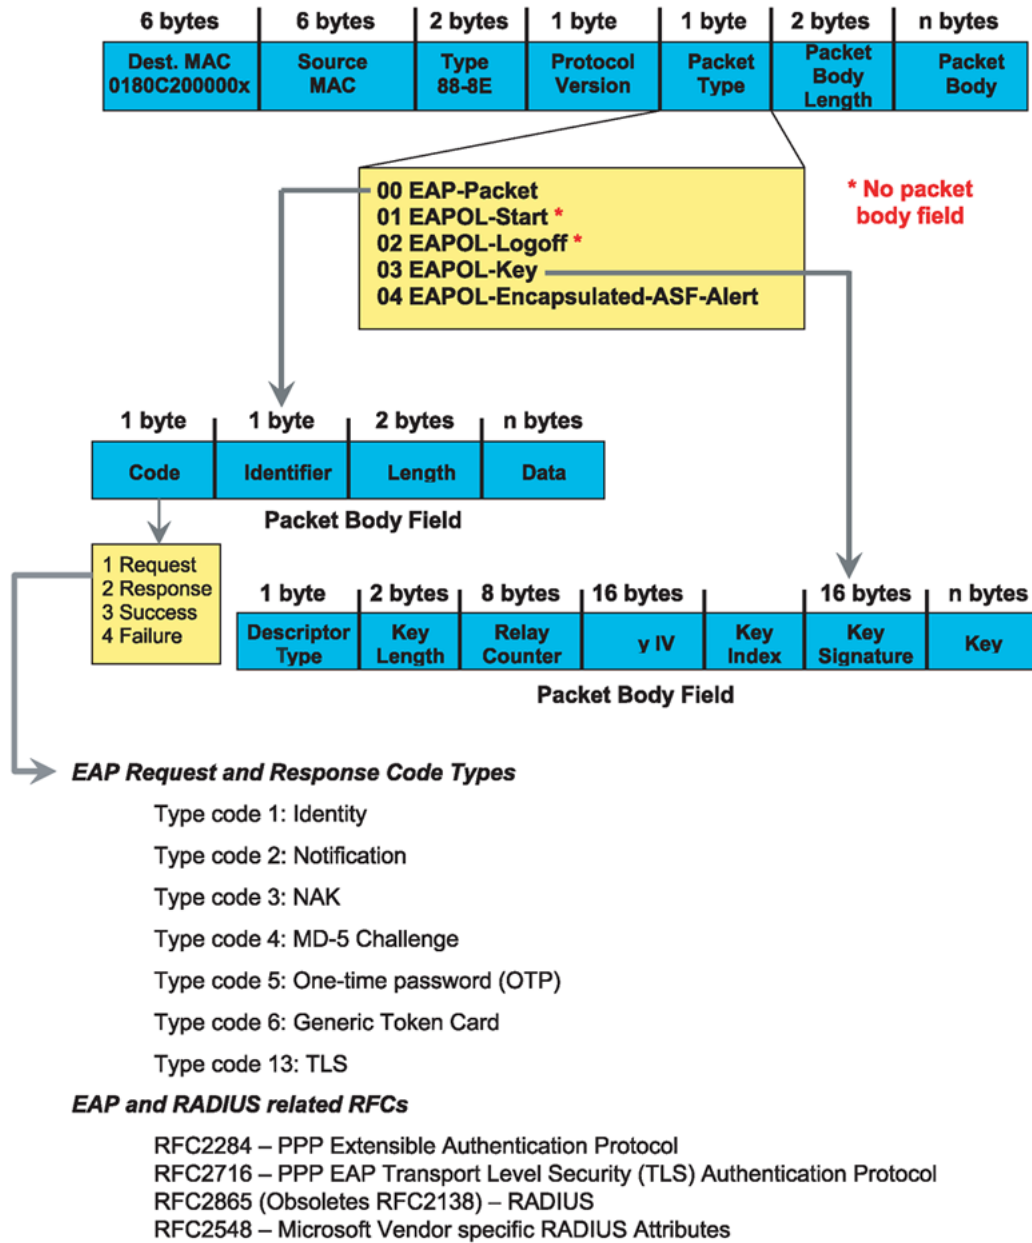 6 bytes 6 bytes 2 bytes 1 byte 1 byte 2 bytes n bytes
Dest. MAC
0180C200000x
Source
MAC
Type
88-8E
Protocol
Version
Packet
Type
Packet
Body
Length
Packet
Body
00 EAP-Packet
01 EAPOL-Start *
02 EAPOL-Logoff *
03 EAPOL-Key
04 EAPOL-Encapsulated-ASF-Alert
* No packet
body field
1 byte 1 byte 2 bytes n bytes
Code Identifier Length Data
Packet Body Field
1 Request
2 Response
3 Success
4 Failure
1 byte 2 bytes 8 bytes 16 bytes 16 bytes n bytes
Descriptor
Type
Key
Length
Relay
Counter
y IV
Key
Index
Key
Signature
Key
Packet Body Field
EAP Request and Response Code Types
Type code 1: Identity
Type code 2: Notification
Type code 3: NAK
Type code 4: MD-5 Challenge
Type code 5: One-time password (OTP)
Type code 6: Generic Token Card
Type code 13: TLS
EAP and RADIUS related RFCs
RFC2284 – PPP Extensible Authentication Protocol
RFC2716 – PPP EAP Transport Level Security (TLS) Authentication Protocol
RFC2865 (Obsoletes RFC2138) – RADIUS
RFC2548 – Microsoft Vendor specific RADIUS Attributes